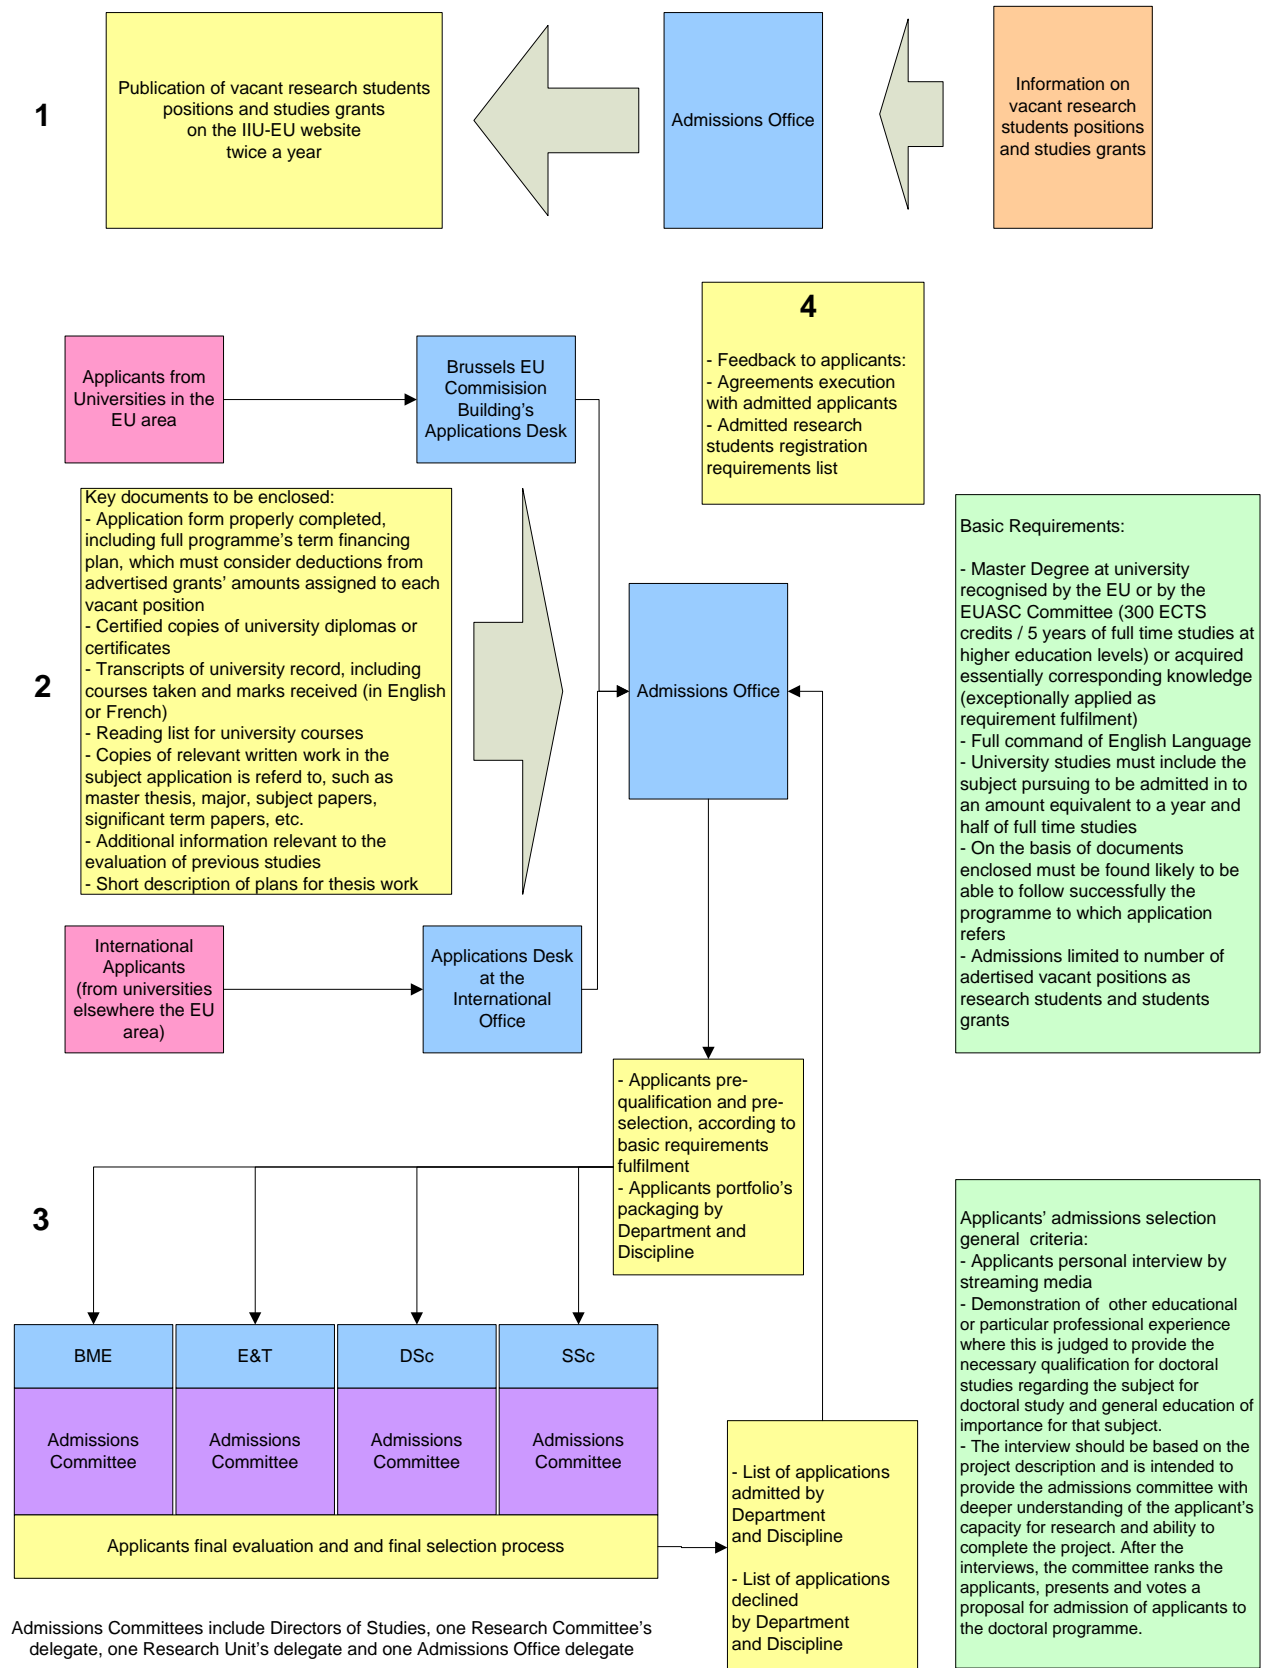 1
Publication of vacant research students
positions and studies grants
on the IIU-EU website
twice a year
Admissions Office
Information on
vacant research
students positions
and studies grants
4
- Feedback to applicants:
- Agreements execution
with admitted applicants
- Admitted research
students registration
requirements list
Applicants from
Universities in the
EU area
Brussels EU
Commisision
Building’s
Applications Desk
2
Key documents to be enclosed:
- Application form properly completed,
including full programme’s term financing
plan, which must consider deductions from
advertised grants’ amounts assigned to each
vacant position
- Certified copies of university diplomas or
certificates
- Transcripts of university record, including
courses taken and marks received (in English
or French)
- Reading list for university courses
- Copies of relevant written work in the
subject application is referd to, such as
master thesis, major, subject papers,
significant term papers, etc.
- Additional information relevant to the
evaluation of previous studies
- Short description of plans for thesis work
Admissions Office
Basic Requirements:
- Master Degree at university
recognised by the EU or by the
EUASC Committee (300 ECTS
credits / 5 years of full time studies at
higher education levels) or acquired
essentially corresponding knowledge
(exceptionally applied as
requirement fulfilment)
- Full command of English Language
- University studies must include the
subject pursuing to be admitted in to
an amount equivalent to a year and
half of full time studies
- On the basis of documents
enclosed must be found likely to be
able to follow successfully the
programme to which application
refers
- Admissions limited to number of
adertised vacant positions as
research students and students
grants
International
Applicants
(from universities
elsewhere the EU
area)
Applications Desk
at the
International
Office
- Applicants pre-
qualification and pre-
selection, according to
basic requirements
fulfilment
- Applicants portfolio’s
packaging by
Department and
Discipline
3
BME
E&T
DSc
SSc
Admissions
Committee
Admissions
Committee
Admissions
Committee
Admissions
Committee
Applicants final evaluation and and final selection process
- List of applications
admitted by
Department
and Discipline
- List of applications
declined
by Department
and Discipline
Applicants’ admissions selection
general criteria:
- Applicants personal interview by
streaming media
- Demonstration of other educational
or particular professional experience
where this is judged to provide the
necessary qualification for doctoral
studies regarding the subject for
doctoral study and general education of
importance for that subject.
- The interview should be based on the
project description and is intended to
provide the admissions committee with
deeper understanding of the applicant’s
capacity for research and ability to
complete the project. After the
interviews, the committee ranks the
applicants, presents and votes a
proposal for admission of applicants to
the doctoral programme.
Admissions Committees include Directors of Studies, one Research Committee’s
delegate, one Research Unit’s delegate and one Admissions Office delegate